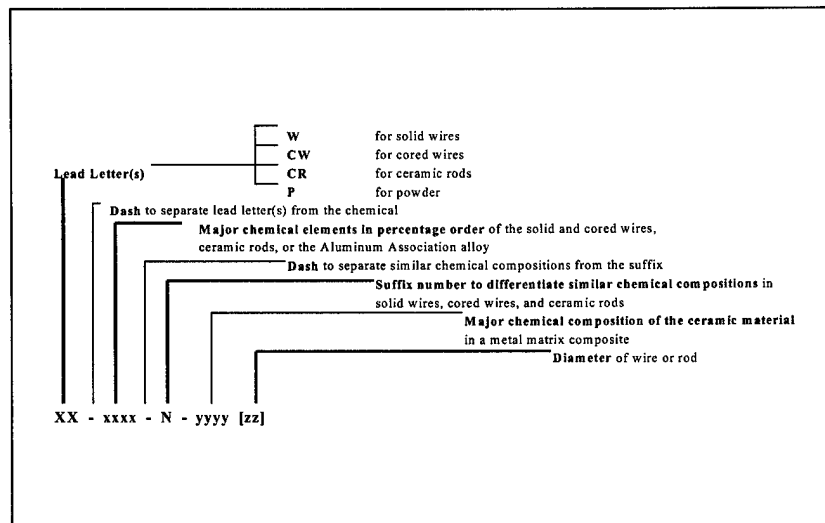 W for solid wires
CW for cored wires
Lead Letter(s)
CR for ceramic rods
P for powder
Dash to separate lead letter(s) from the chemical
Major chemical elements in percentage order of the solid and cored wires,
ceramic rods, or the Aluminum Association alloy
Dash to separate similar chemical compositions from the suffix
Suffix number to differentiate similar chemical compositions in
solid wires, cored wires, and ceramic rods
Major chemical composition of the ceramic material
in a metal matrix composite
Diameter of wire or rod
XX - xxxx - N - yyyy [zz]